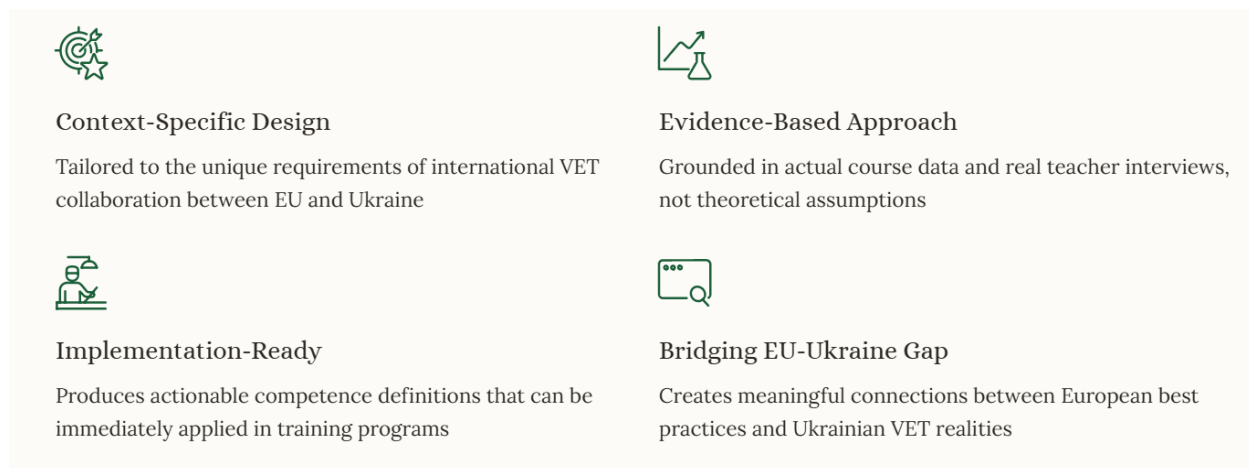 Context-Specific Design
Tailored to the unique requirements of international VET
collaboration between EU and Ukraine
Evidence-Based Approach
Grounded in actual course data and real teacher interviews,
not theoretical assumptions
Implementation-Ready
Produces actionable competence definitions that can be
immediately applied in training programs
Bridging EU-Ukraine Gap
Creates meaningful connections between European best
practices and Ukrainian VET realities